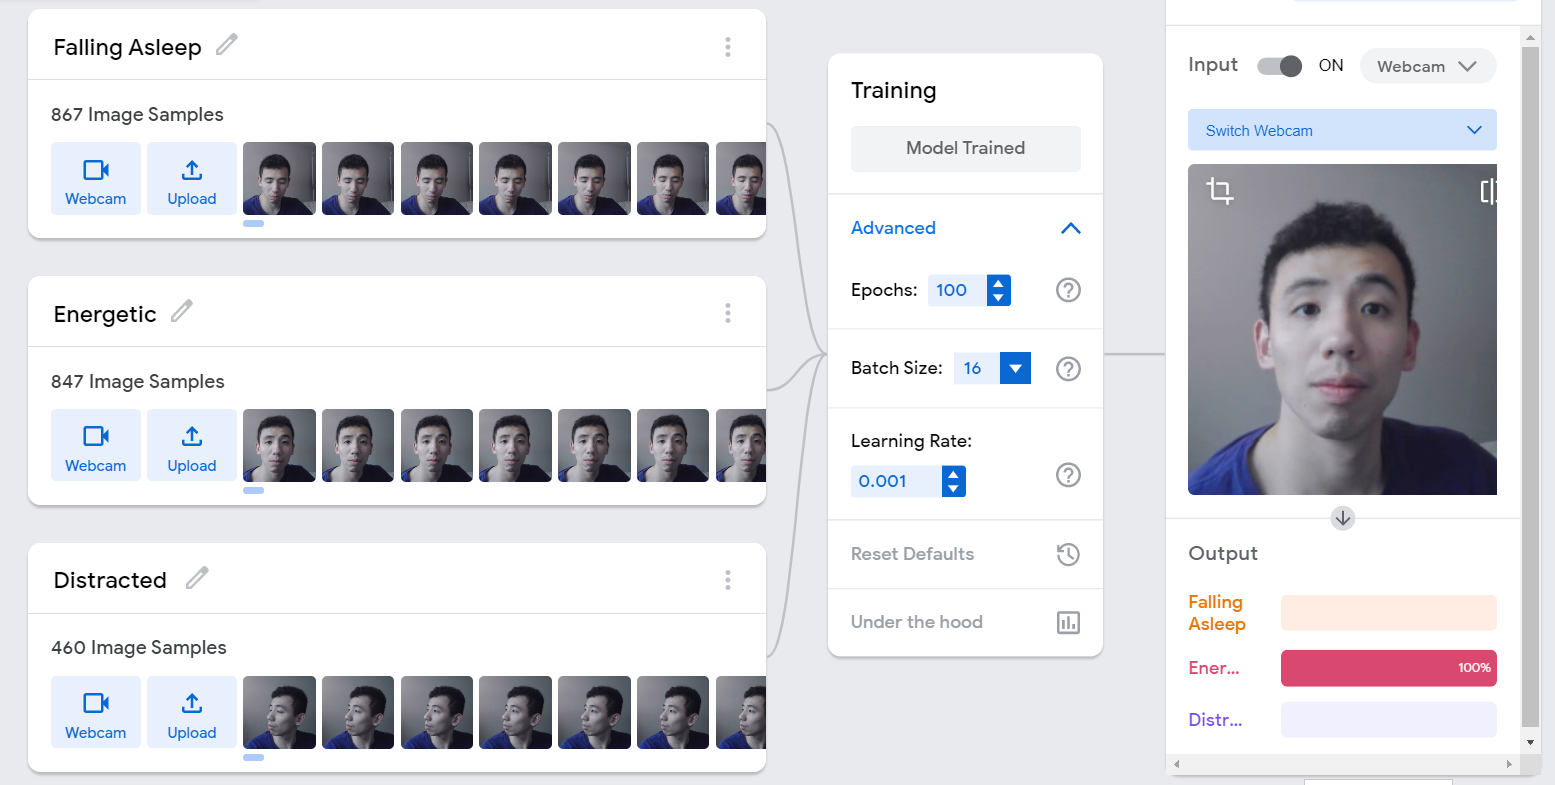 Falling Asleep
867 Image Samples
Webcam
Upload
Energetic
847 Image Samples
Webcam
Upload
Distracted
460 Image Samples
Webcam
Upload
Training
Model Trained
Advanced
Epochs: 100
Batch Size: 16
Learning Rate:
0.001
Reset Defaults
Under the hood
Input ON Webcam
Switch Webcam
Output
Falling
Asleep
Ener... 100%
Distr...